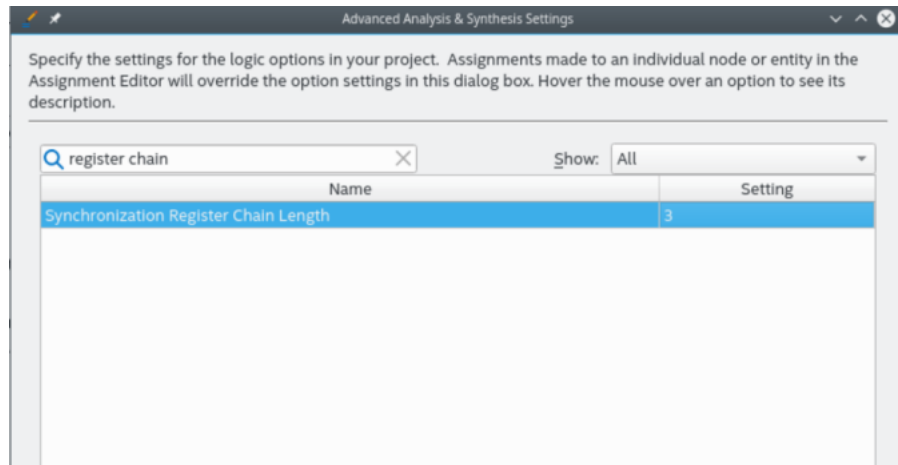 Advanced Analysis & Synthesis Settings
Specify the settings for the logic options in your project. Assignments made to an individual node or entity in the
Assignment Editor will override the option settings in this dialog box. Hover the mouse over an option to see its
description.
register chain
Show: All
Name Setting
Synchronization Register Chain Length 3